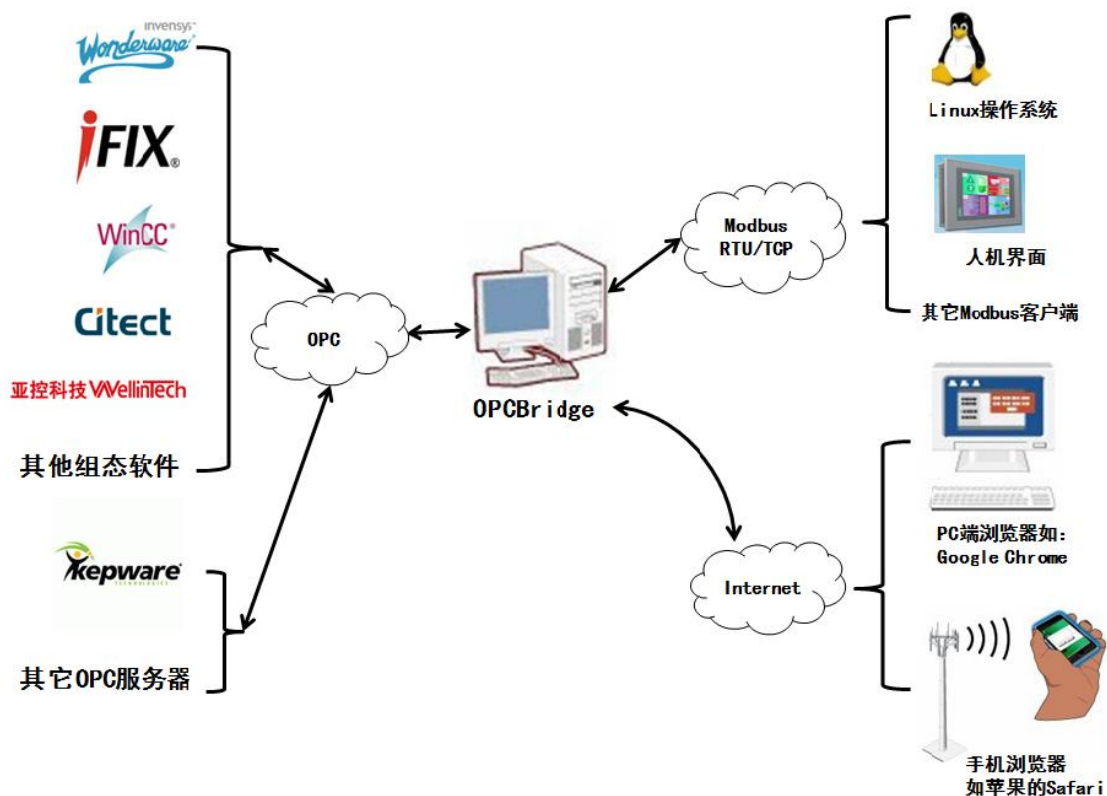 invensys
Wonderware
iFIX
WinCC
Citect
亚控科技 WellinTech
其他组态软件
kepware
TECHNOLOGIES
其它OPC服务器
OPC
OPCBridge
Modbus
RTU/TCP
Internet
Linux操作系统
人机界面
其它Modbus客户端
PC端浏览器如:
Google Chrome
手机浏览器
如苹果的Safari